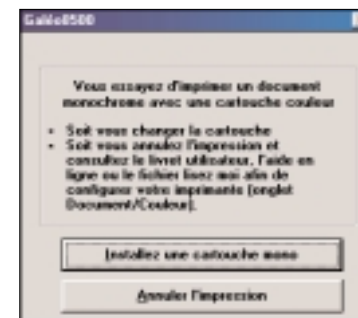 Galéo8500
Vous essayez d'imprimer un document
monochrome avec une cartouche couleur
• Soit vous changer la cartouche
• Soit vous annulez l'impression et
consultez le livret utilisateur, l'aide en
ligne ou le fichier lisez moi afin de
configurer votre imprimante (onglet
Document/Couleur).
Installez une cartouche mono
Annuler l'impression